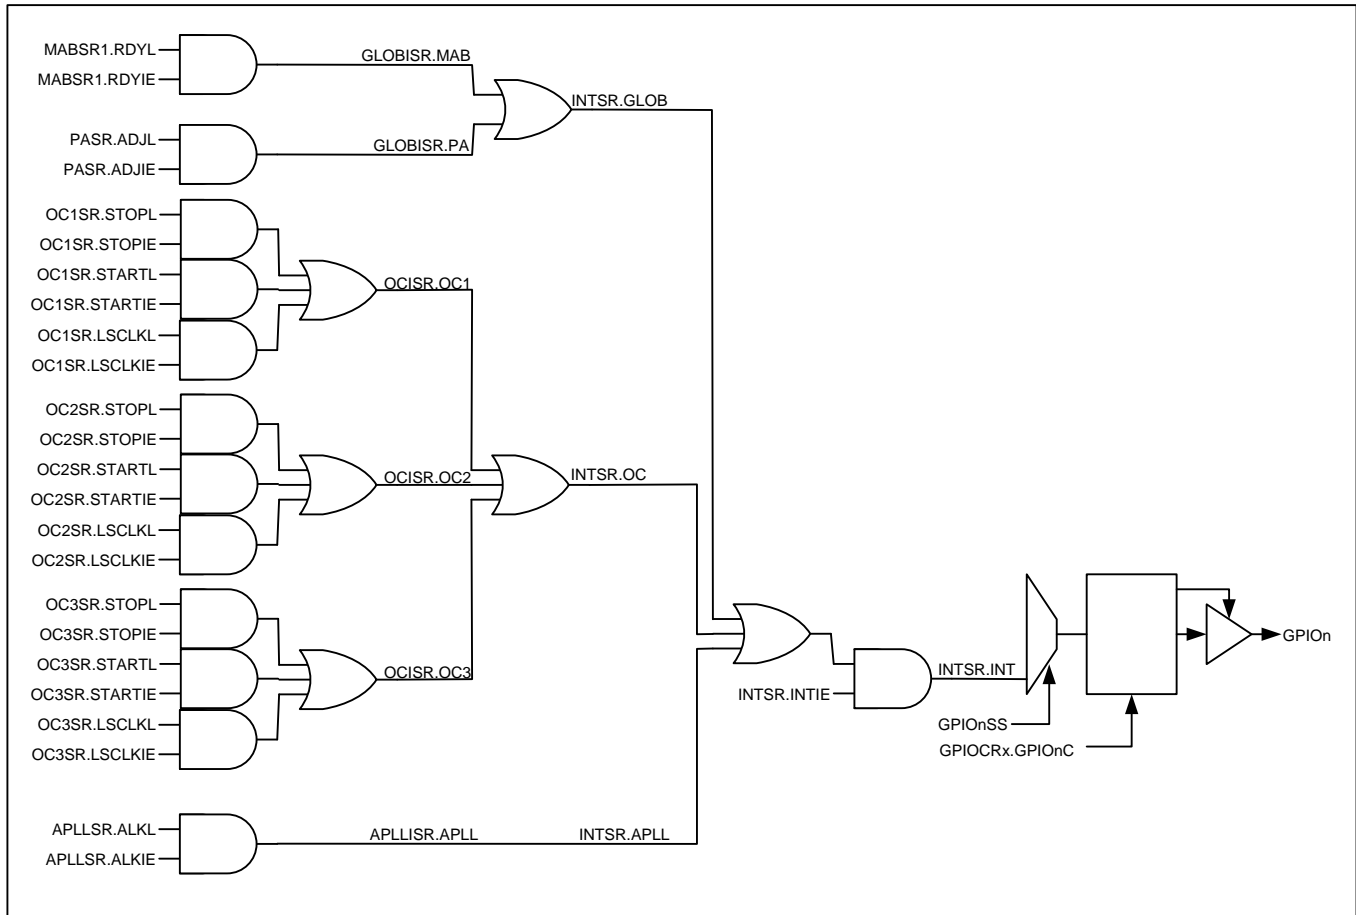 MABSR1.RDYL
MABSR1.RDYIE
GLOBISR.MAB
INTSR.GLOB
PASR.ADJL
PASR.ADJIE
GLOBISR.PA
OC1SR.STOPL
OC1SR.STOPIE
OC1SR.STARTL
OC1SR.STARTIE
OC1SR.LSCLKL
OC1SR.LSCLKIE
OCISR.OC1
OC2SR.STOPL
OC2SR.STOPIE
OC2SR.STARTL
OC2SR.STARTIE
OC2SR.LSCLKL
OC2SR.LSCLKIE
OCISR.OC2
INTSR.OC
OC3SR.STOPL
OC3SR.STOPIE
OC3SR.STARTL
OC3SR.STARTIE
OC3SR.LSCLKL
OC3SR.LSCLKIE
OCISR.OC3
APLLSR.ALKL
APLLSR.ALKIE
APLLISR.APLL
INTSR.APLL
INTSR.INTIE
INTSR.INT
GPIOnSS
GPIOCRx.GPIOnC
GPIOn